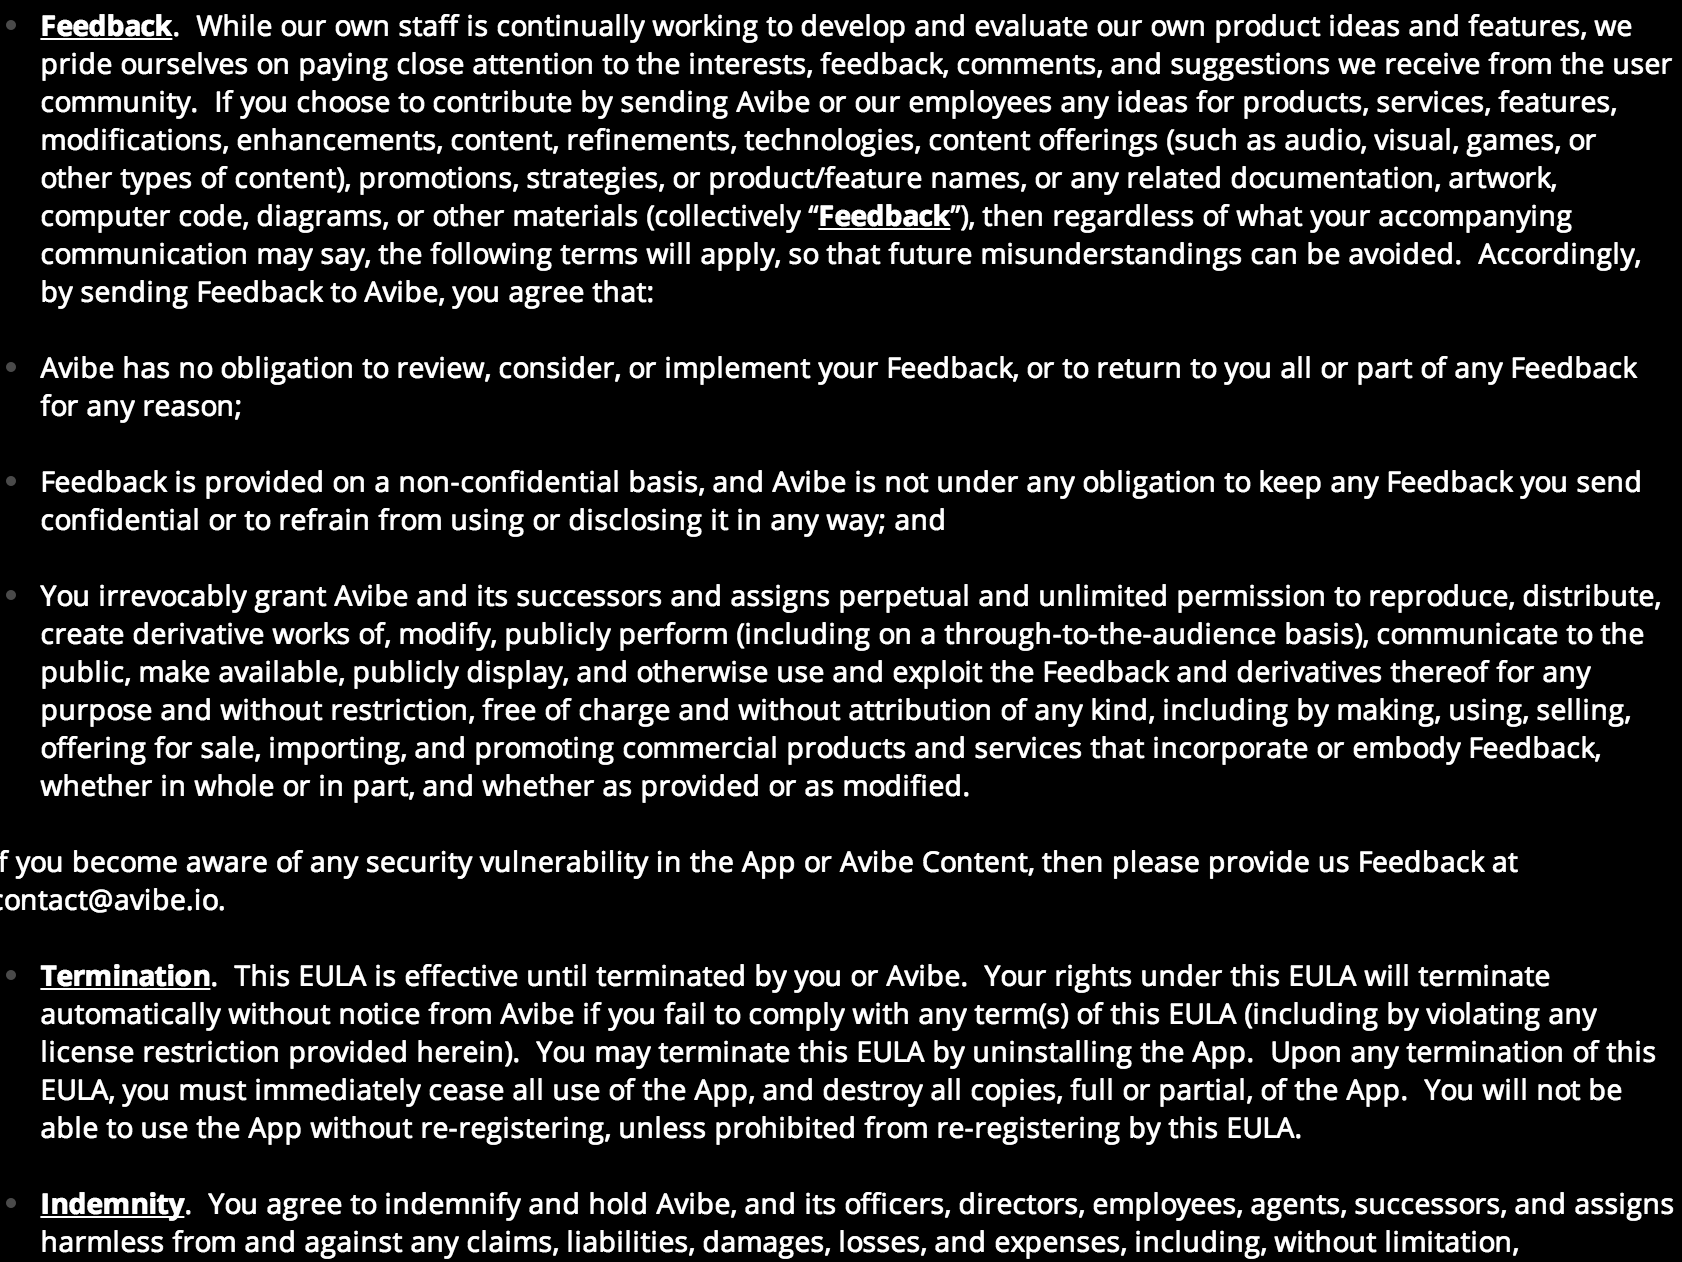 • Feedback.  While our own staff is continually working to develop and evaluate our own product ideas and features, we
pride ourselves on paying close attention to the interests, feedback, comments, and suggestions we receive from the user
community.  If you choose to contribute by sending Avibe or our employees any ideas for products, services, features,
modifications, enhancements, content, refinements, technologies, content offerings (such as audio, visual, games, or
other types of content), promotions, strategies, or product/feature names, or any related documentation, artwork,
computer code, diagrams, or other materials (collectively “Feedback”), then regardless of what your accompanying
communication may say, the following terms will apply, so that future misunderstandings can be avoided.  Accordingly,
by sending Feedback to Avibe, you agree that:
• Avibe has no obligation to review, consider, or implement your Feedback, or to return to you all or part of any Feedback
for any reason;
• Feedback is provided on a non-confidential basis, and Avibe is not under any obligation to keep any Feedback you send
confidential or to refrain from using or disclosing it in any way; and
• You irrevocably grant Avibe and its successors and assigns perpetual and unlimited permission to reproduce, distribute,
create derivative works of, modify, publicly perform (including on a through-to-the-audience basis), communicate to the
public, make available, publicly display, and otherwise use and exploit the Feedback and derivatives thereof for any
purpose and without restriction, free of charge and without attribution of any kind, including by making, using, selling,
offering for sale, importing, and promoting commercial products and services that incorporate or embody Feedback,
whether in whole or in part, and whether as provided or as modified.
f you become aware of any security vulnerability in the App or Avibe Content, then please provide us Feedback at
contact@avibe.io.
• Termination.  This EULA is effective until terminated by you or Avibe.  Your rights under this EULA will terminate
automatically without notice from Avibe if you fail to comply with any term(s) of this EULA (including by violating any
license restriction provided herein).  You may terminate this EULA by uninstalling the App.  Upon any termination of this
EULA, you must immediately cease all use of the App, and destroy all copies, full or partial, of the App.  You will not be
able to use the App without re-registering, unless prohibited from re-registering by this EULA.
• Indemnity.  You agree to indemnify and hold Avibe, and its officers, directors, employees, agents, successors, and assigns
harmless from and against any claims, liabilities, damages, losses, and expenses, including, without limitation,